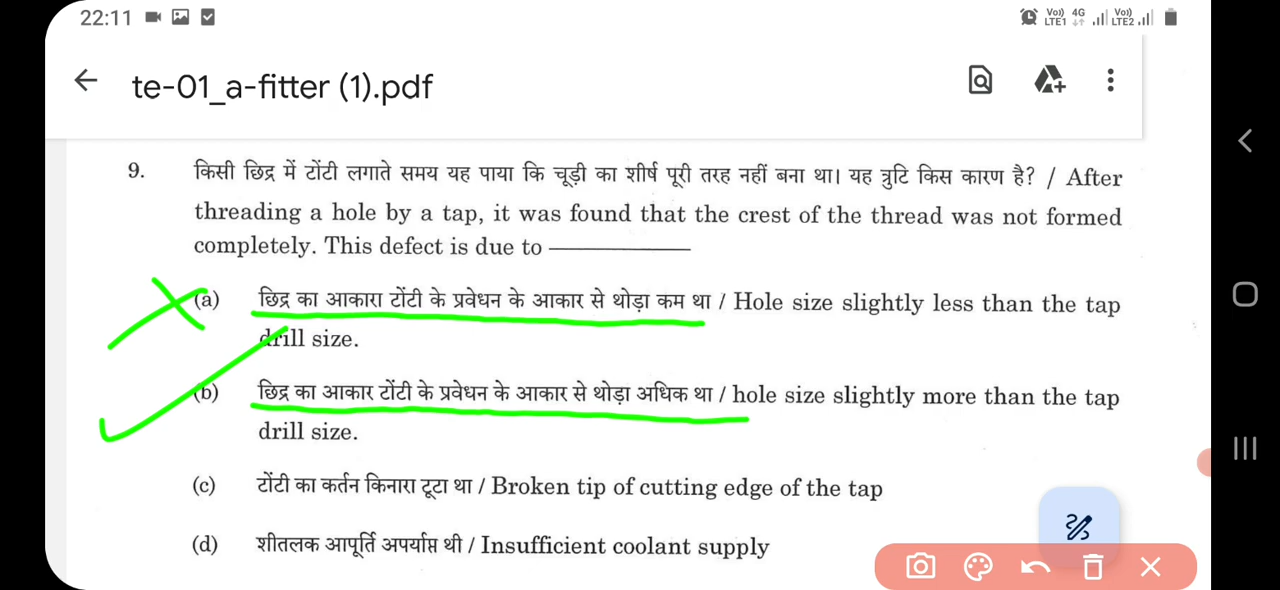 22:11
Vo)) 4G Vo))
LTE1 LTE2
te-01_a-fitter (1).pdf
9. किसी छिद्र में टोंटी लगाते समय यह पाया कि चूड़ी का शीर्ष पूरी तरह नहीं बना था। यह त्रुटि किस कारण है? / After
threading a hole by a tap, it was found that the crest of the thread was not formed
completely. This defect is due to ————
(a) छिद्र का आकारा टोंटी के प्रवेधन के आकार से थोड़ा कम था / Hole size slightly less than the tap
drill size.
(b) छिद्र का आकार टोंटी के प्रवेधन के आकार से थोड़ा अधिक था / hole size slightly more than the tap
drill size.
(c) टोंटी का कर्तन किनारा टूटा था / Broken tip of cutting edge of the tap
(d) शीतलक आपूर्ति अपर्याप्त थी / Insufficient coolant supply